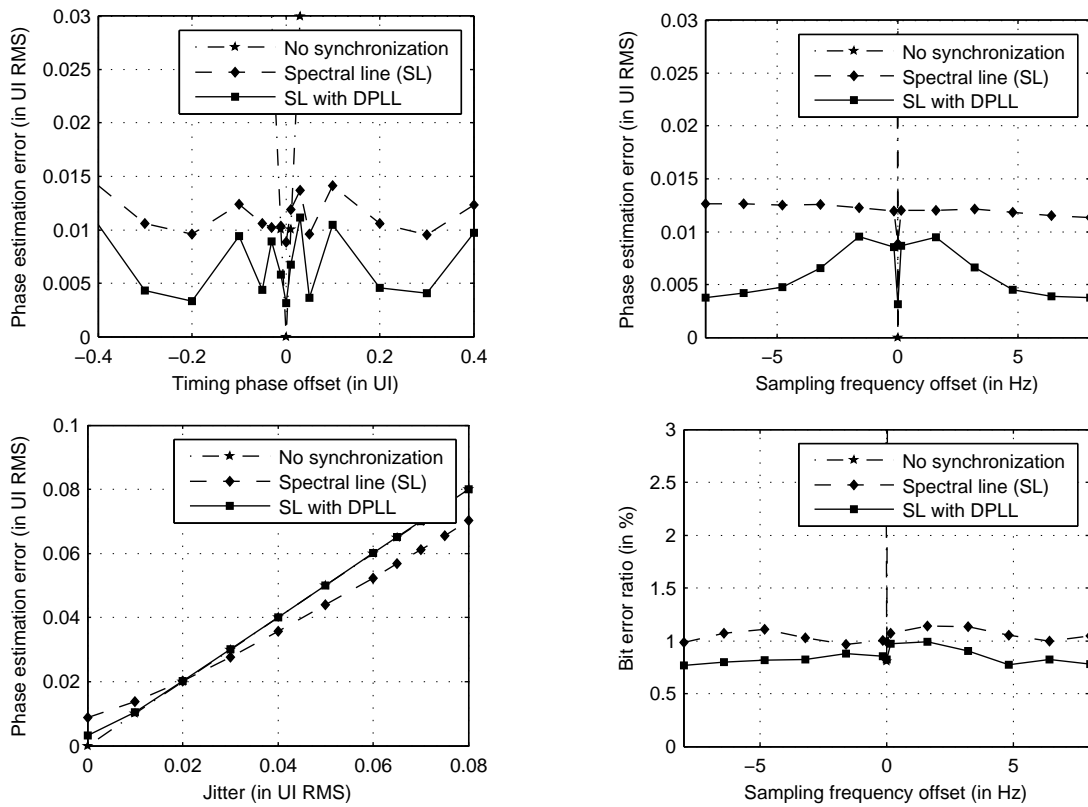 0.03
0.025
0.02
0.015
0.01
0.005
0
−0.4
−0.2
0
0.2
0.4
Phase estimation error (in UI RMS)
Timing phase offset (in UI)
No synchronization
Spectral line (SL)
SL with DPLL
0.03
0.025
0.02
0.015
0.01
0.005
0
−5
0
5
Phase estimation error (in UI RMS)
Sampling frequency offset (in Hz)
No synchronization
Spectral line (SL)
SL with DPLL
0.1
0.08
0.06
0.04
0.02
0
0
0.02
0.04
0.06
0.08
Phase estimation error (in UI RMS)
Jitter (in UI RMS)
No synchronization
Spectral line (SL)
SL with DPLL
3
2.5
2
1.5
1
0.5
0
−5
0
5
Bit error ratio (in %)
Sampling frequency offset (in Hz)
No synchronization
Spectral line (SL)
SL with DPLL